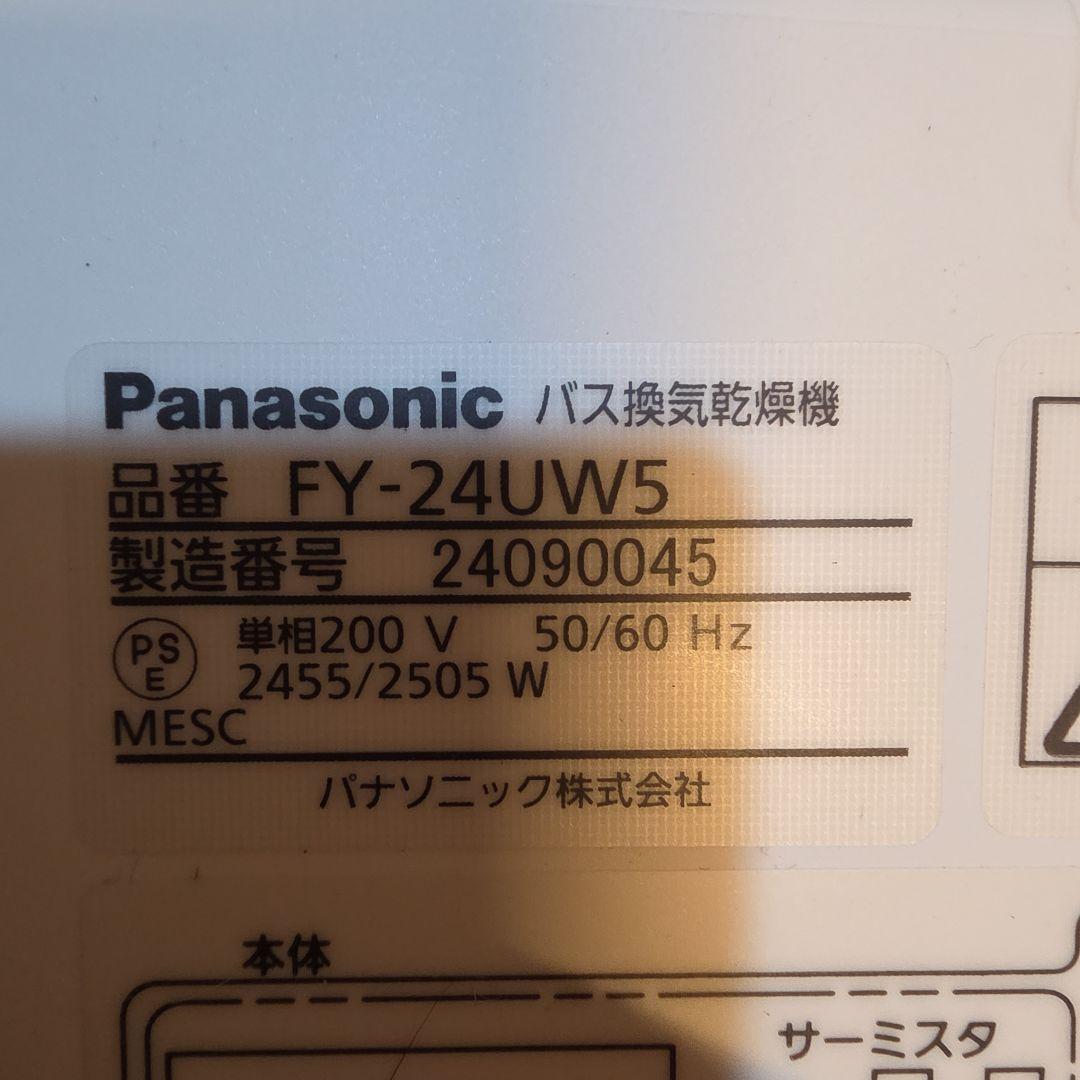 Panasonic バス換気乾燥機
品番 FY-24UW5
製造番号 24090045
PS
E
単相200 V 50/60 Hz
2455/2505 W
MESC
パナソニック株式会社
本体
サーミスタ